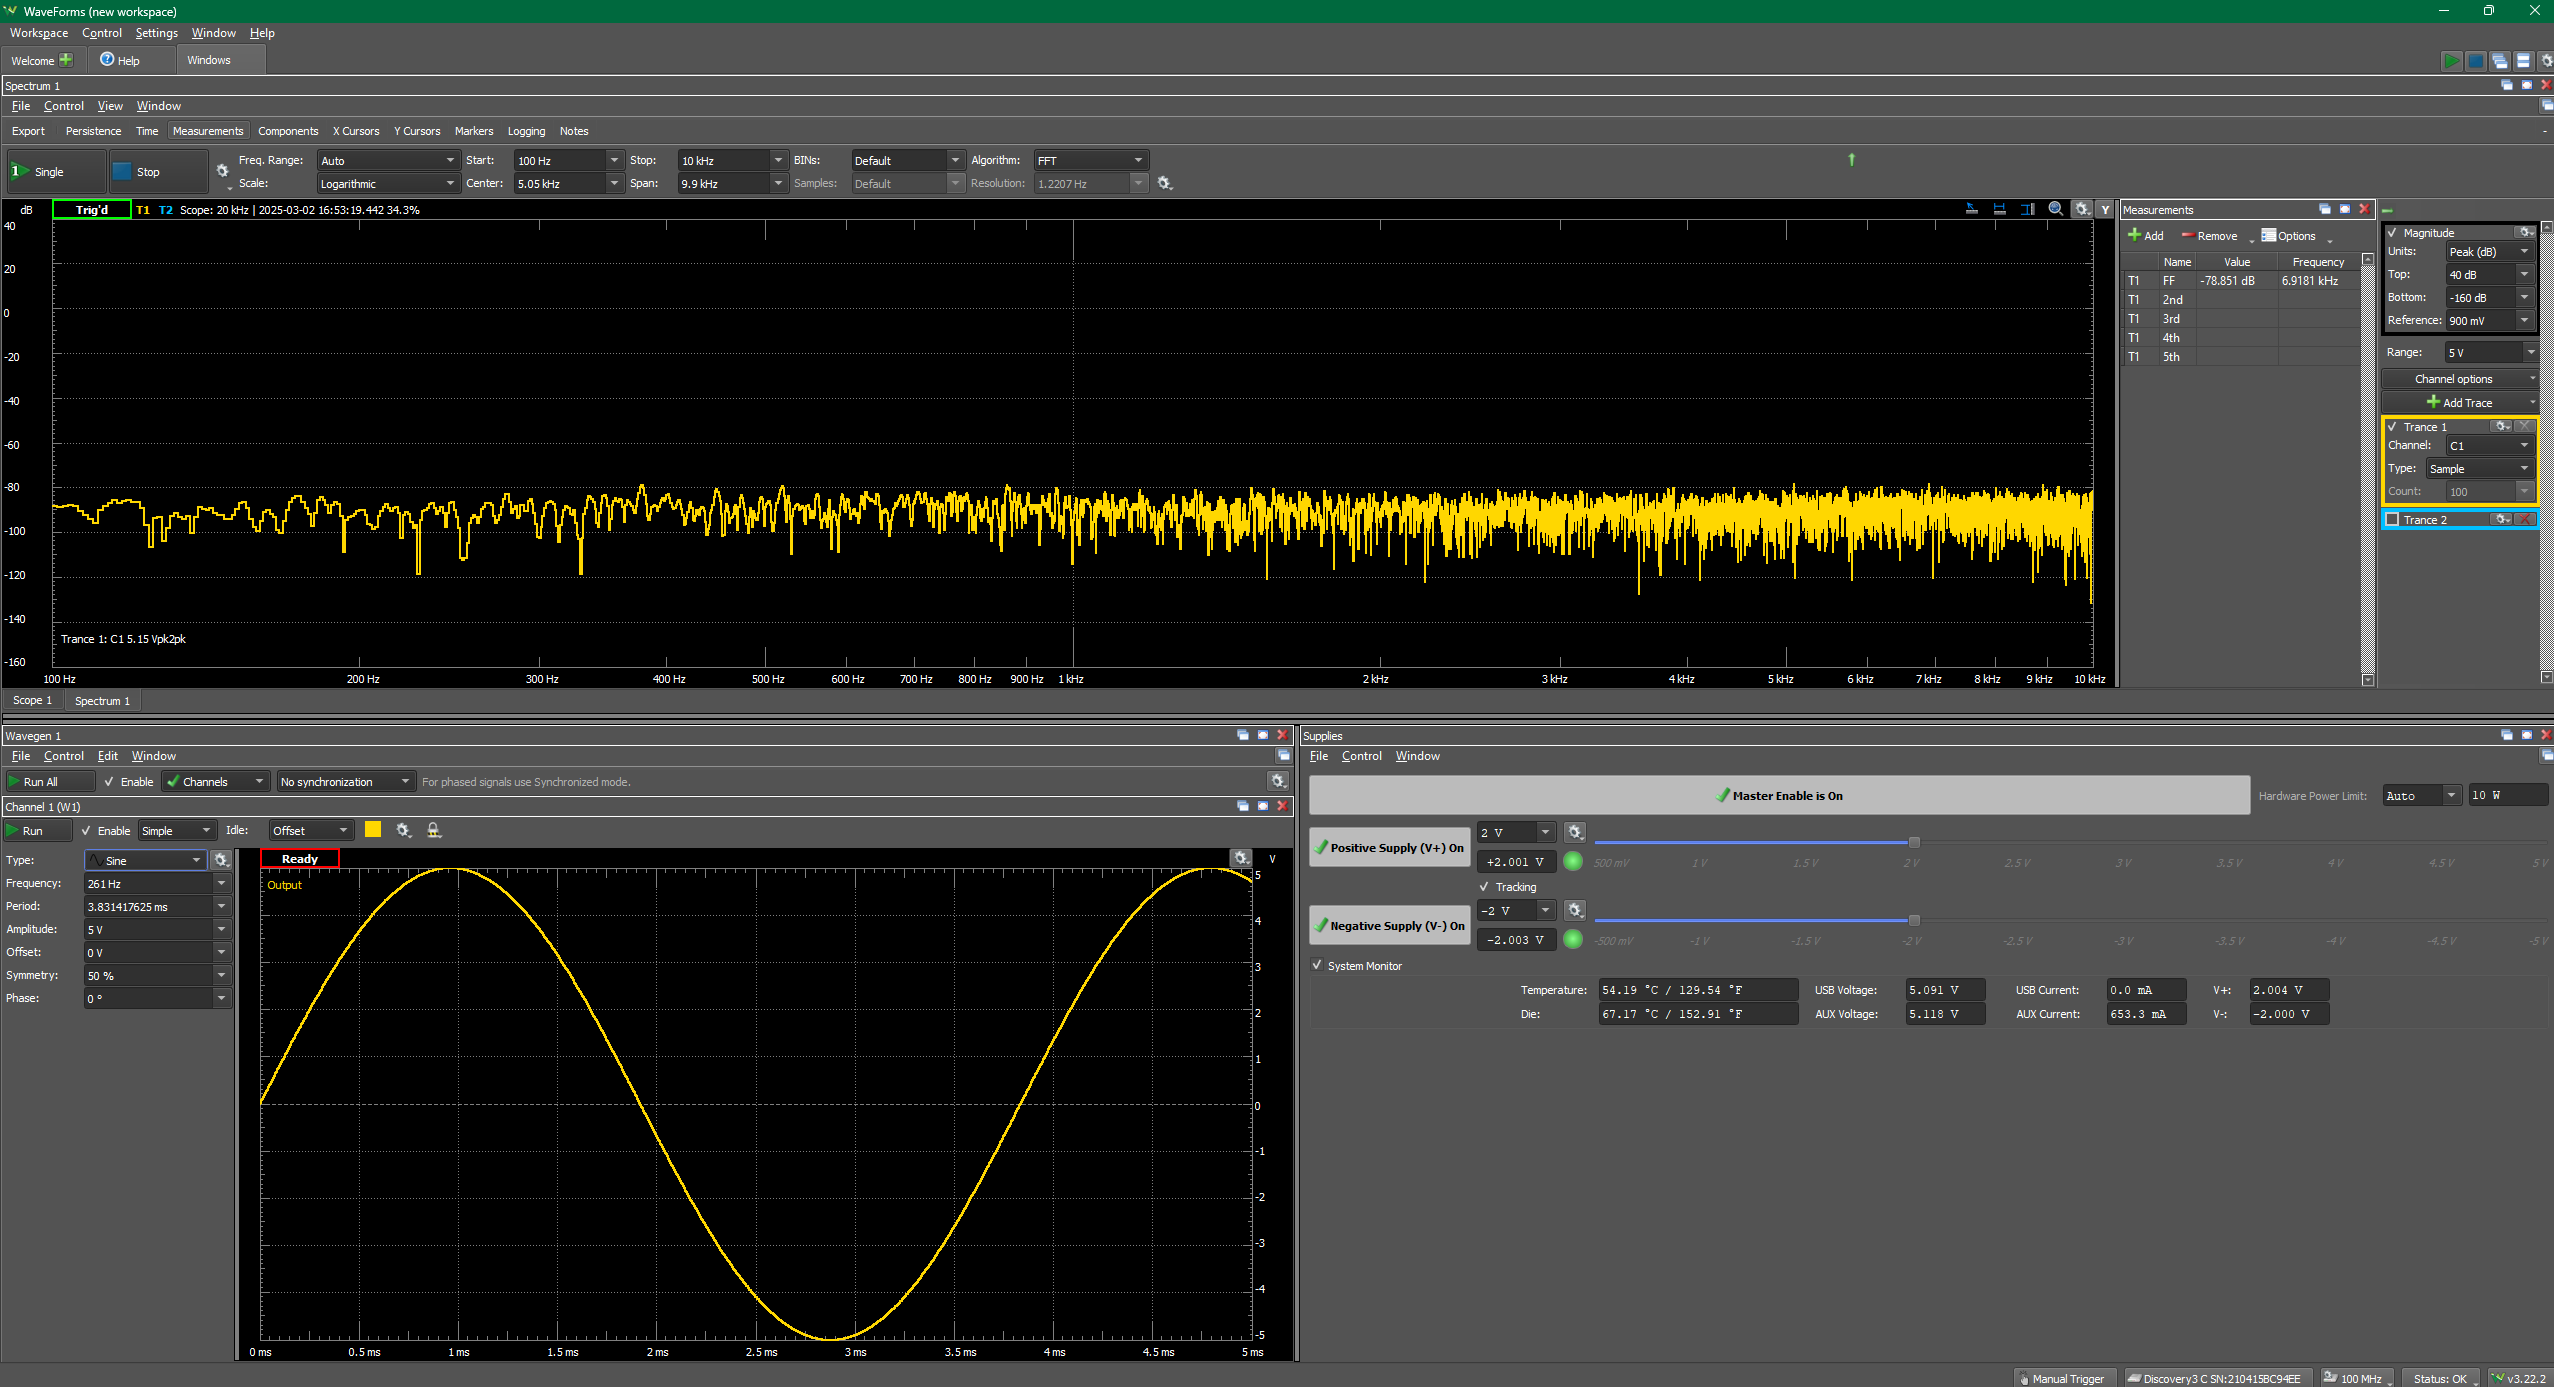 WaveForms (new workspace)
Workspace Control Settings Window Help
Welcome Help Windows
Spectrum 1
File Control View Window
Export Persistence Time Measurements Components X Cursors Y Cursors Markers Logging Notes
1 Single Stop Freq. Range: Auto Start: 100 Hz Stop: 10 kHz BINs: Default Algorithm: FFT
Scale: Logarithmic Center: 5.05 kHz Span: 9.9 kHz Samples: Default Resolution: 1.2207 Hz
dB Trig'd T1 T2 Scope: 20 kHz | 2025-03-02 16:53:19.442 34.3% Y
40
20
0
-20
-40
-60
-80
-100
-120
-140
-160
Trance 1: C1 5.15 Vpk2pk
100 Hz 200 Hz 300 Hz 400 Hz 500 Hz 600 Hz 700 Hz 800 Hz 900 Hz 1 kHz 2 kHz 3 kHz 4 kHz 5 kHz 6 kHz 7 kHz 8 kHz 9 kHz 10 kHz
Measurements
Add Remove Options
Name Value Frequency
T1 FF -78.851 dB 6.9181 kHz
T1 2nd
T1 3rd
T1 4th
T1 5th
Magnitude
Units: Peak (dB)
Top: 40 dB
Bottom: -160 dB
Reference: 900 mV
Range: 5 V
Channel options
Add Trace
Trance 1
Channel: C1
Type: Sample
Count: 100
Trance 2
Scope 1 Spectrum 1
Wavegen 1
File Control Edit Window
Run All Enable Channels No synchronization For phased signals use Synchronized mode.
Channel 1 (W1)
Run Enable Simple Idle: Offset
Type: Sine
Frequency: 261 Hz
Period: 3.831417625 ms
Amplitude: 5 V
Offset: 0 V
Symmetry: 50 %
Phase: 0 °
Ready V
Output
5
4
3
2
1
0
-1
-2
-3
-4
-5
0 ms 0.5 ms 1 ms 1.5 ms 2 ms 2.5 ms 3 ms 3.5 ms 4 ms 4.5 ms 5 ms
Supplies
File Control Window
Master Enable is On Hardware Power Limit: Auto 10 W
Positive Supply (V+) On 2 V
+2.001 V 500 mV 1 V 1.5 V 2 V 2.5 V 3 V 3.5 V 4 V 4.5 V 5 V
Tracking
Negative Supply (V-) On -2 V
-2.003 V -500 mV -1 V -1.5 V -2 V -2.5 V -3 V -3.5 V -4 V -4.5 V -5 V
System Monitor
Temperature: 54.19 °C / 129.54 °F USB Voltage: 5.091 V USB Current: 0.0 mA V+: 2.004 V
Die: 67.17 °C / 152.91 °F AUX Voltage: 5.118 V AUX Current: 653.3 mA V-: -2.000 V
Manual Trigger Discovery3 C SN:210415BC94EE 100 MHz Status: OK v3.22.2